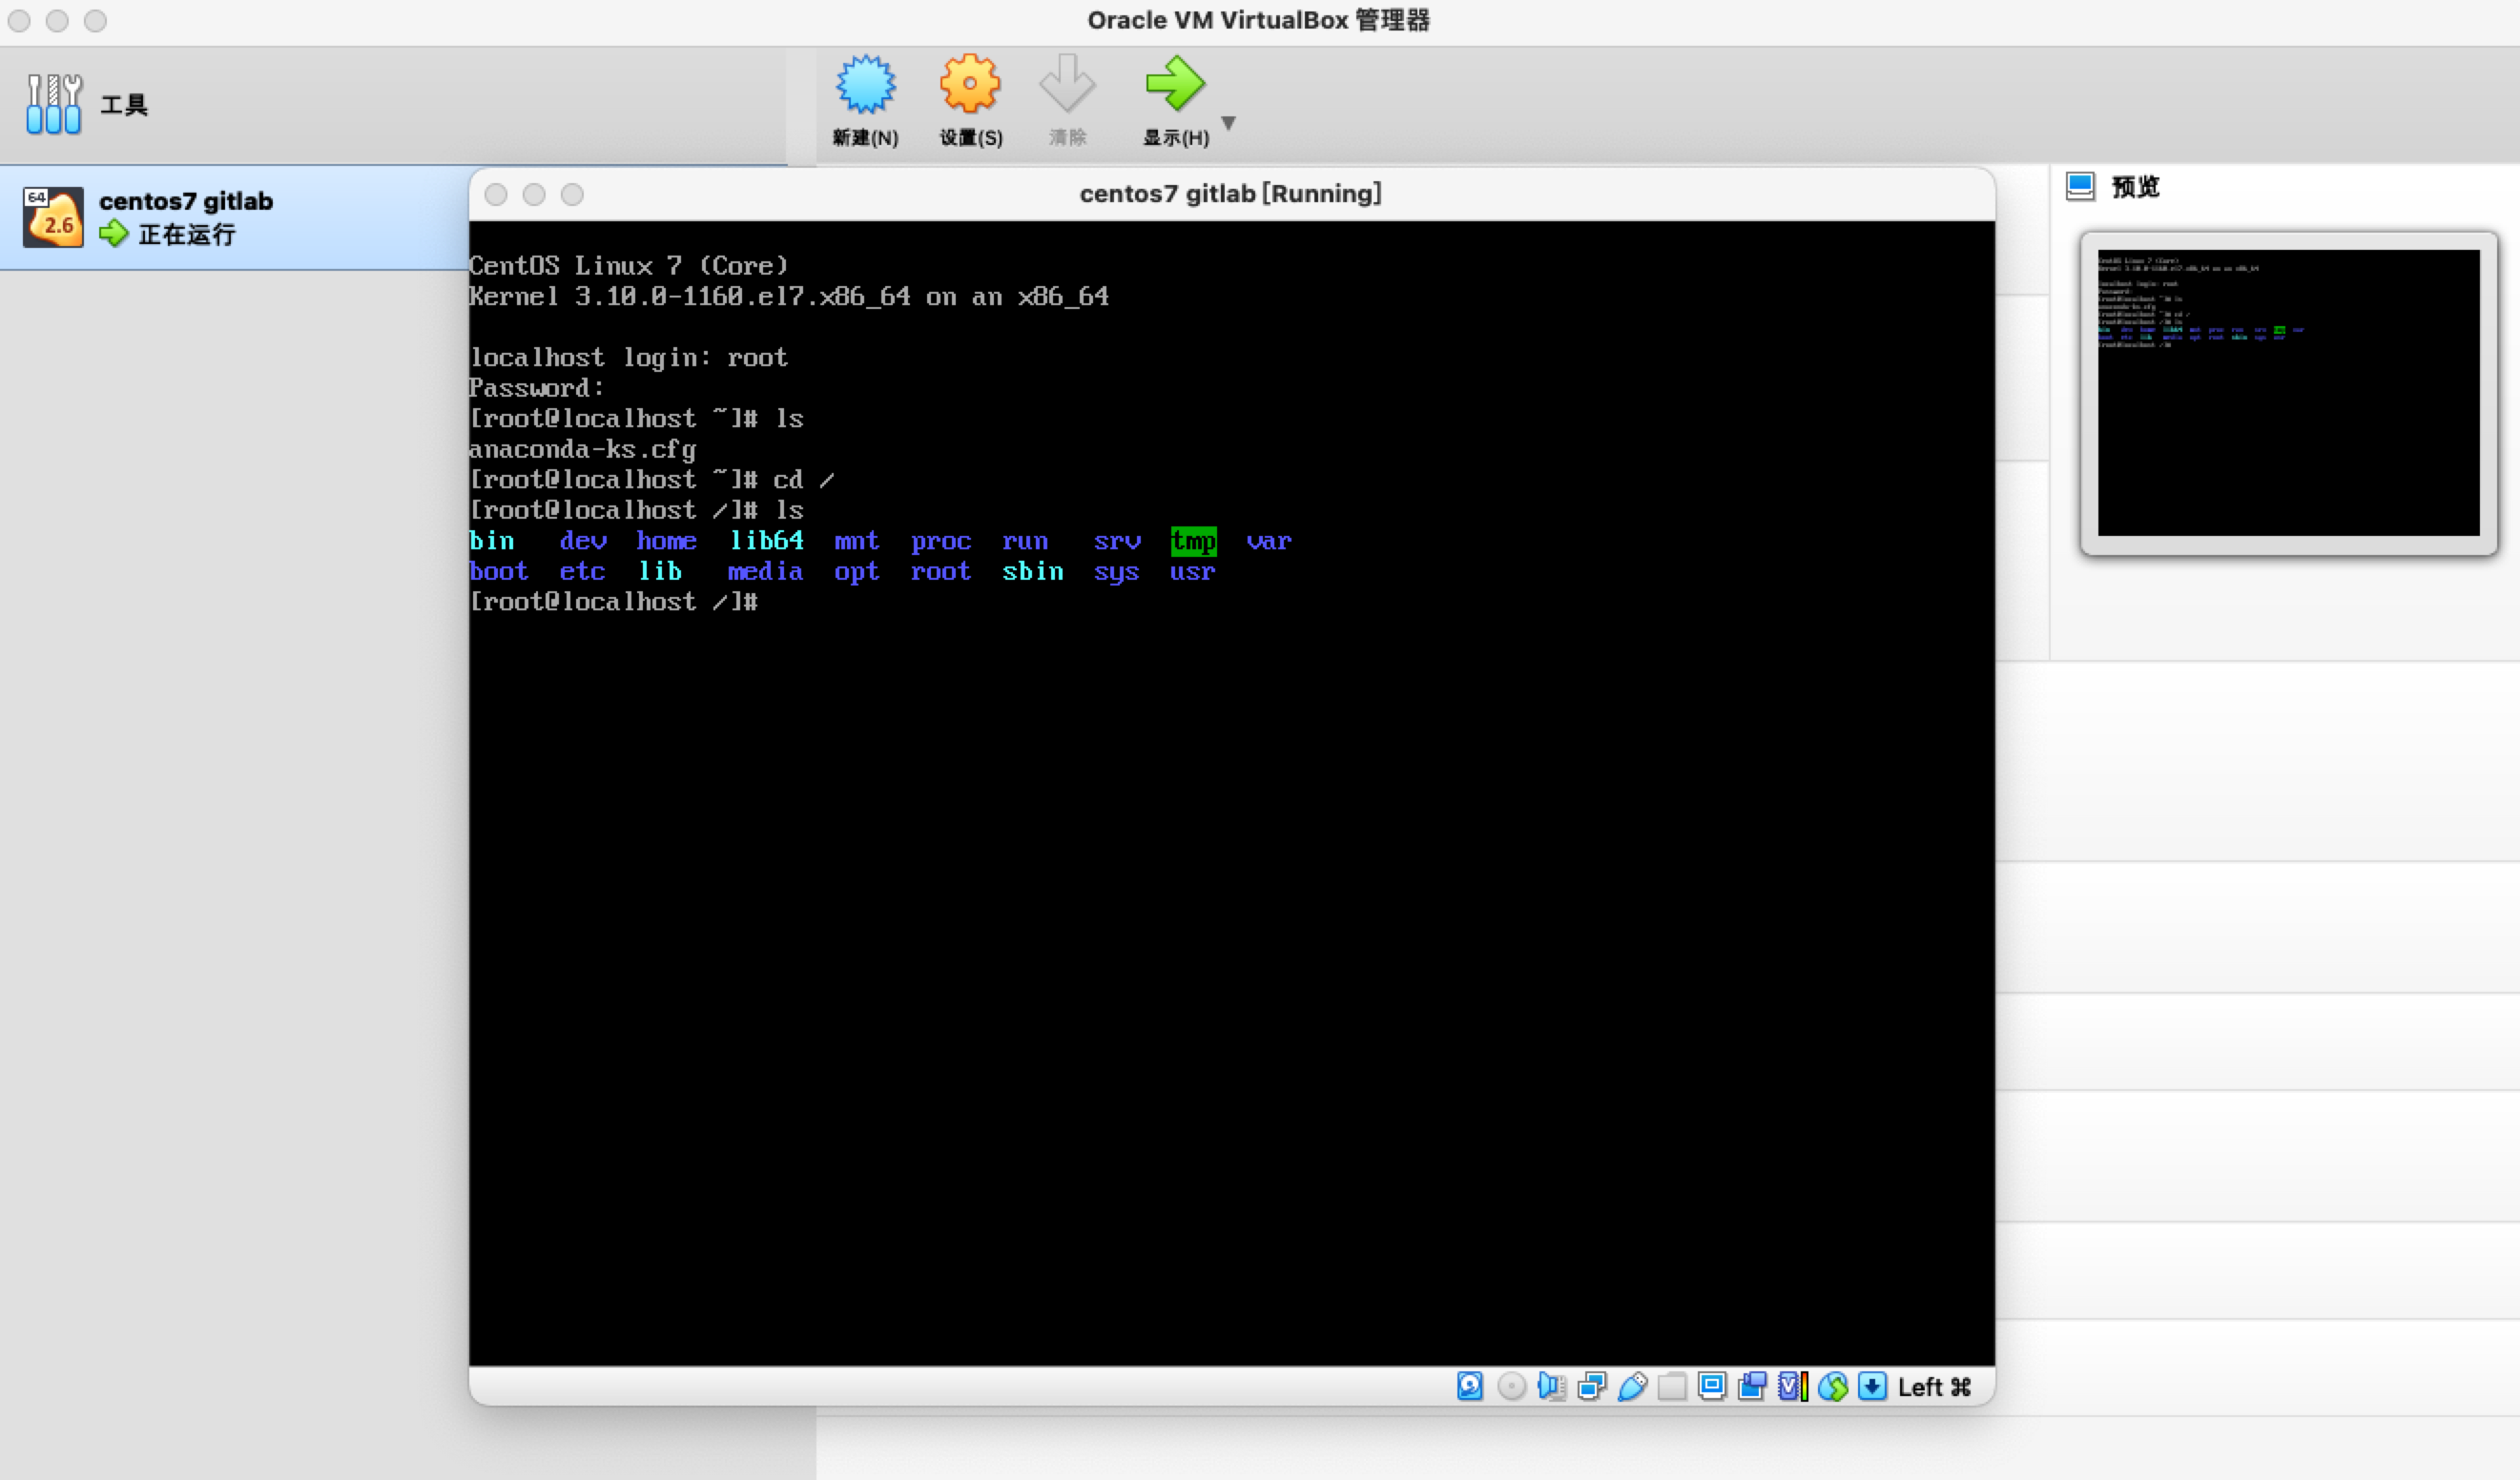 Oracle VM VirtualBox 管理器
工具
新建(N)
设置(S)
清除
显示(H)
64
2.6
centos7 gitlab
正在运行
centos7 gitlab [Running]
预览
CentOS Linux 7 (Core)
Kernel 3.10.0-1160.el7.x86_64 on an x86_64
localhost login: root
Password:
[root@localhost ~]# ls
anaconda-ks.cfg
[root@localhost ~]# cd /
[root@localhost /]# ls
bin dev home lib64 mnt proc run srv tmp var
boot etc lib media opt root sbin sys usr
[root@localhost /]#
Left ⌘